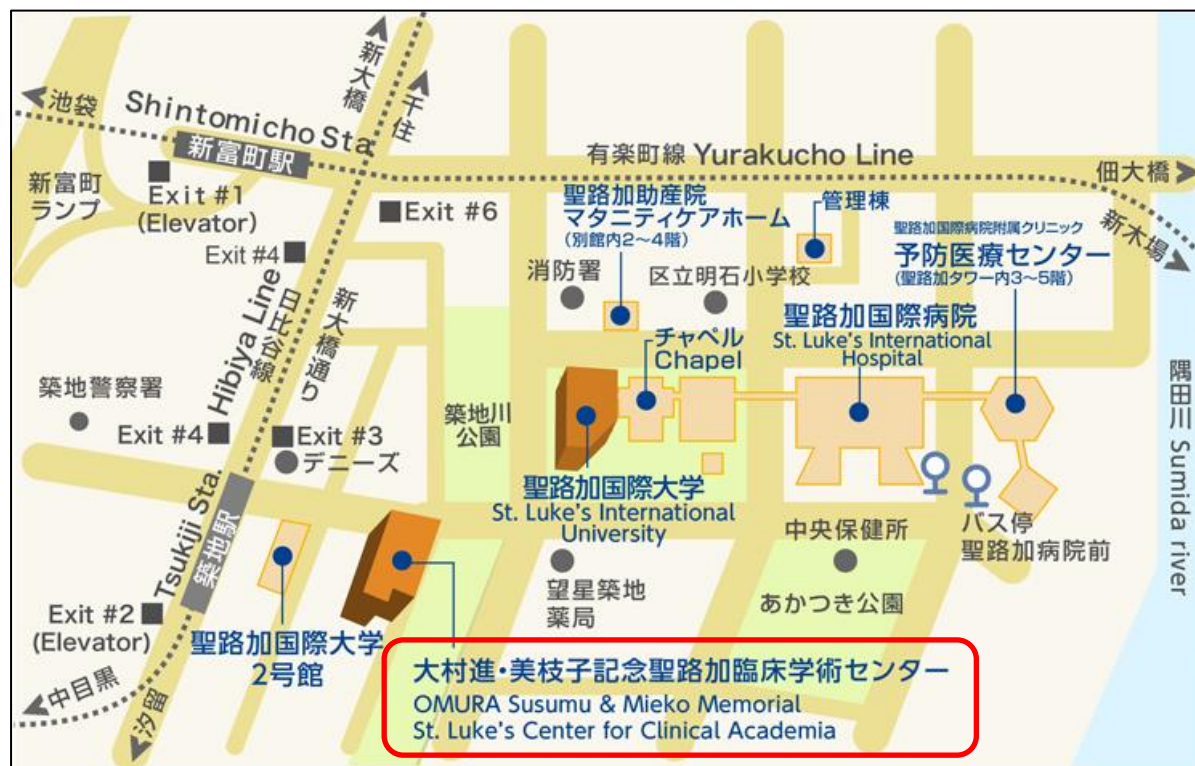 新大橋
千住
池袋
Shintomicho Sta.
新富町駅
有楽町線 Yurakucho Line
佃大橋
新木場
新富町
ランプ
Exit #1
(Elevator)
Exit #6
Exit #4
聖路加助産院
マタニティケアホーム
(別館内2～4階)
管理棟
聖路加国際病院附属クリニック
予防医療センター
(聖路加タワー内3～5階)
消防署
区立明石小学校
Hibiya Line
日比谷線
新大橋通り
チャペル
Chapel
聖路加国際病院
St. Luke's International
Hospital
隅田川 Sumida river
築地警察署
Exit #4
Exit #3
デニーズ
築地川
公園
聖路加国際大学
St. Luke's International
University
中央保健所
バス停
聖路加病院前
Tsukiji Sta.
築地駅
望星築地
薬局
あかつき公園
Exit #2
(Elevator)
聖路加国際大学
2号館
中目黒
汐留
大村進・美枝子記念聖路加臨床学術センター
OMURA Susumu & Mieko Memorial
St. Luke's Center for Clinical Academia